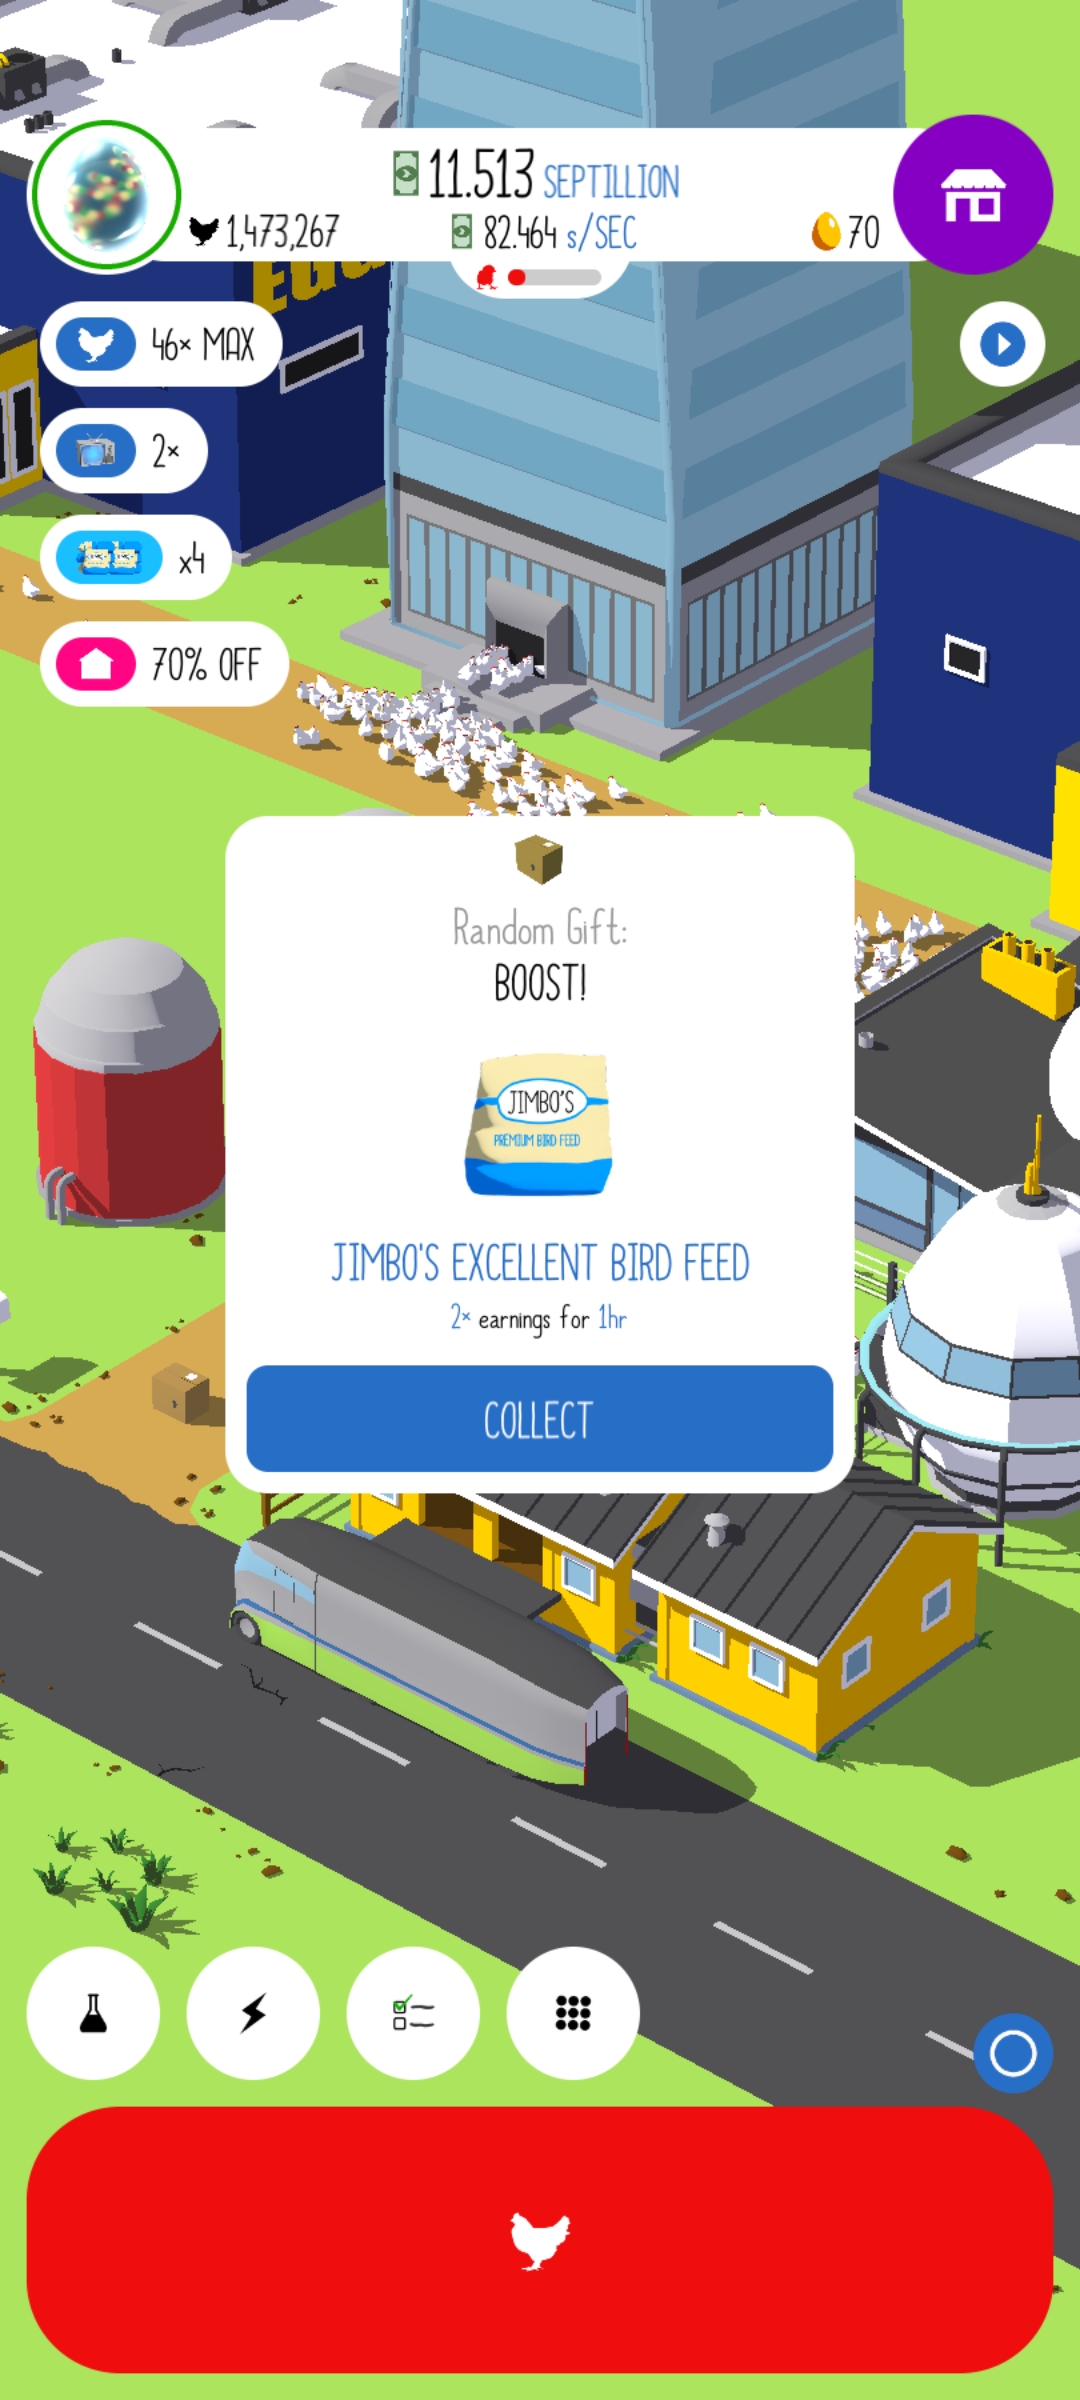 11.513 SEPTILLION
1,473,267
82.464 s/SEC
70
46× MAX
2×
x4
70% OFF
Random Gift:
BOOST!
JIMBO'S
PREMIUM BIRD FEED
JIMBO'S EXCELLENT BIRD FEED
2× earnings for 1hr
COLLECT